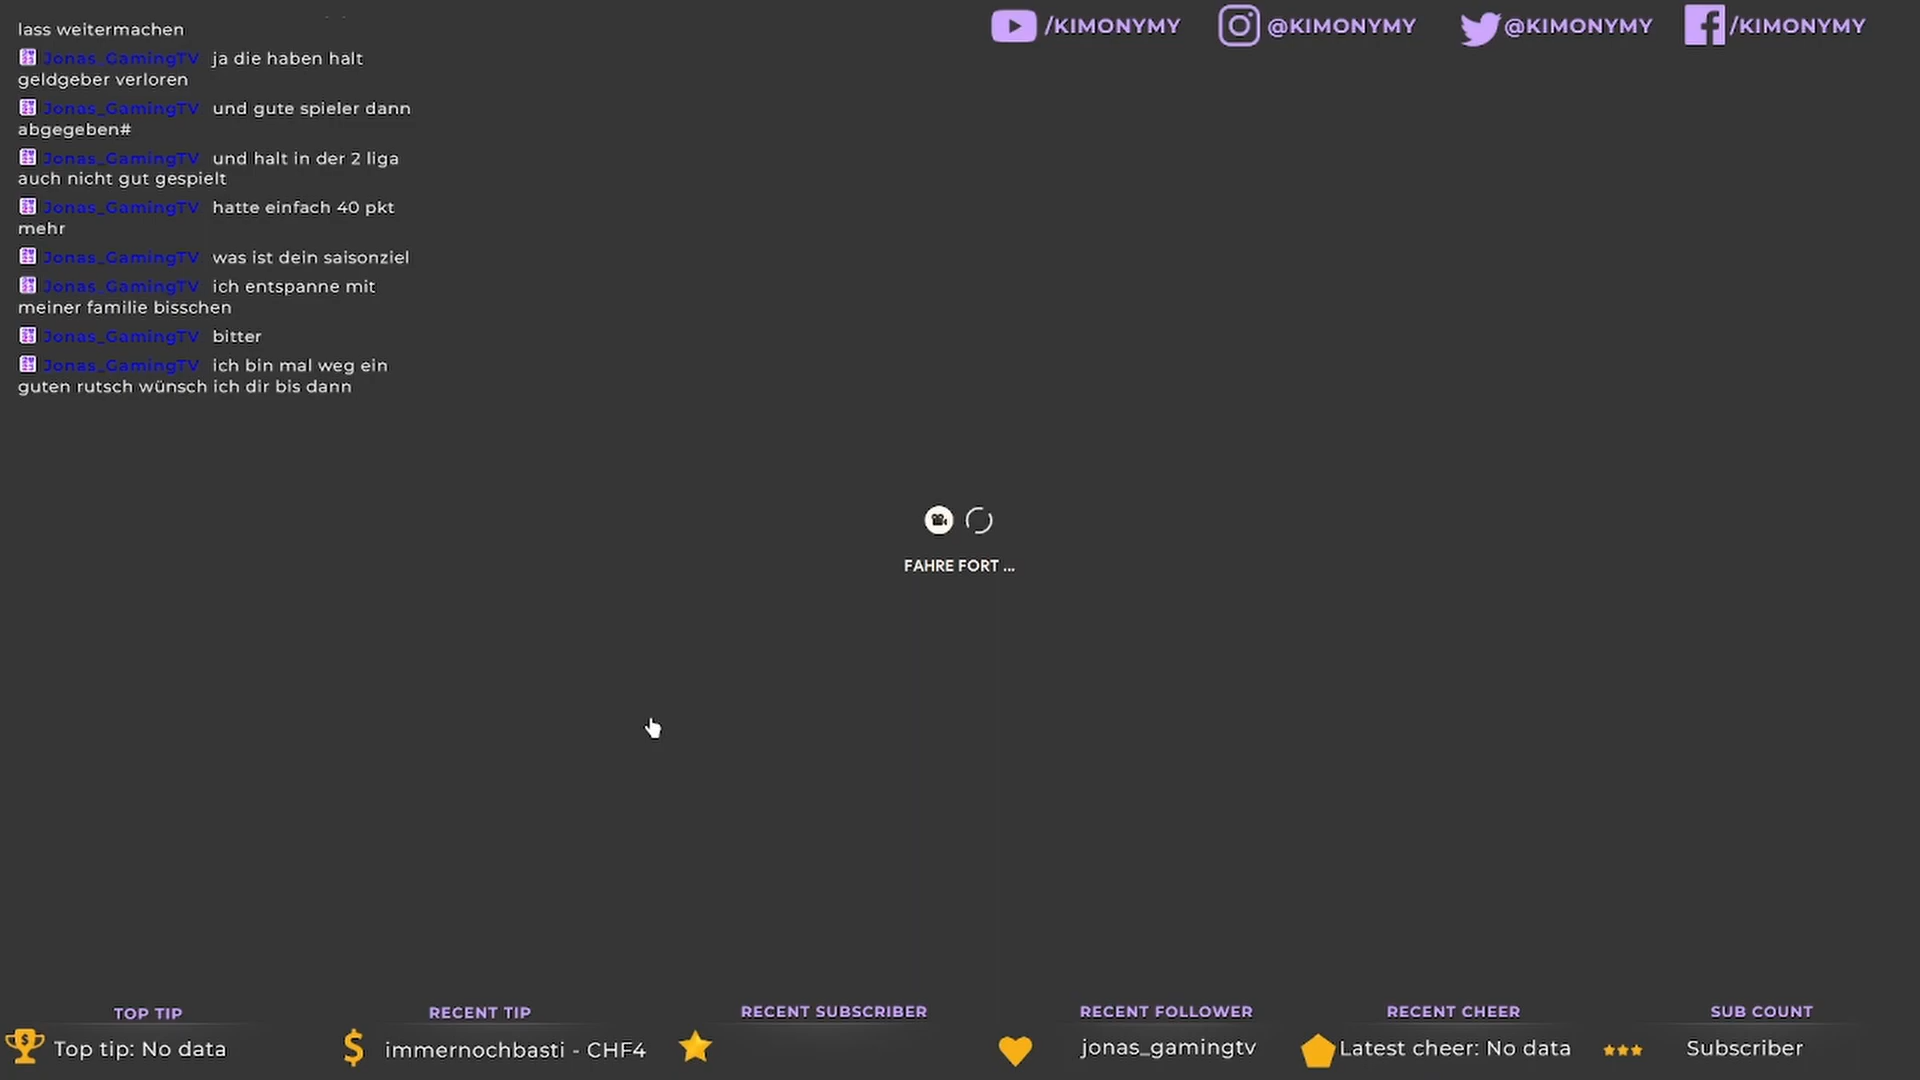 lass weitermachen
Jonas_GamingTV ja die haben halt
geldgeber verloren
Jonas_GamingTV und gute spieler dann
abgegeben#
Jonas_GamingTV und halt in der 2 liga
auch nicht gut gespielt
Jonas_GamingTV hatte einfach 40 pkt
mehr
Jonas_GamingTV was ist dein saisonziel
Jonas_GamingTV ich entspanne mit
meiner familie bisschen
Jonas_GamingTV bitter
Jonas_GamingTV ich bin mal weg ein
guten rutsch wünsch ich dir bis dann
/KIMONYMY @KIMONYMY @KIMONYMY /KIMONYMY
FAHRE FORT ...
TOP TIP
Top tip: No data
RECENT TIP
immernochbasti - CHF4
RECENT SUBSCRIBER
RECENT FOLLOWER
jonas_gamingtv
RECENT CHEER
Latest cheer: No data
SUB COUNT
Subscriber